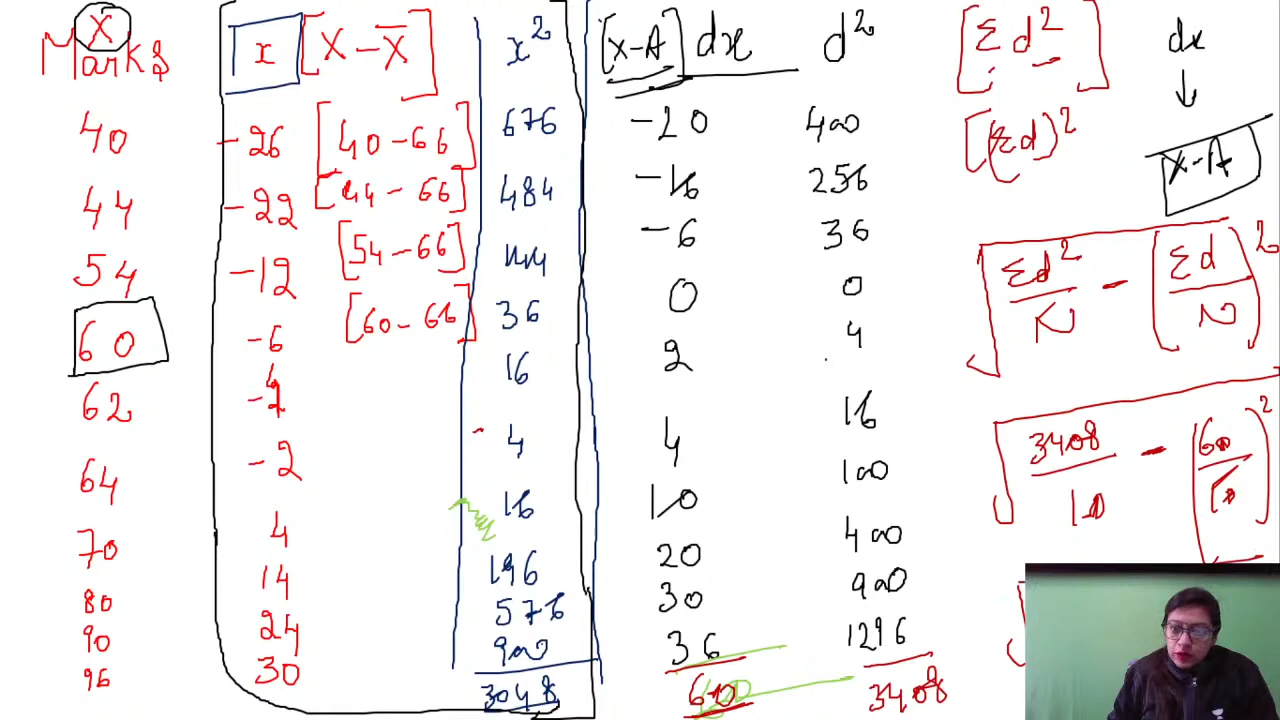 X
Marks x [X-X̅] x² [X-A] dx d² [Σd²] dx
↓
40 -26 [40-66] 676 -20 400 [(Σd)² X-A
44 -22 [44-66] 484 -16 256
54 -12 [54-66] 144 -6 36 √Σd²/N - (Σd/N)²
60 -6 [60-66] 36 0 0
62 -4 16 2 4
64 -2 4 4 16 √3408/10 - (60/10)²
70 4 16 10 100
80 14 196 20 400
90 24 576 30 900
96 30 900 36 1296
3048 60 3408